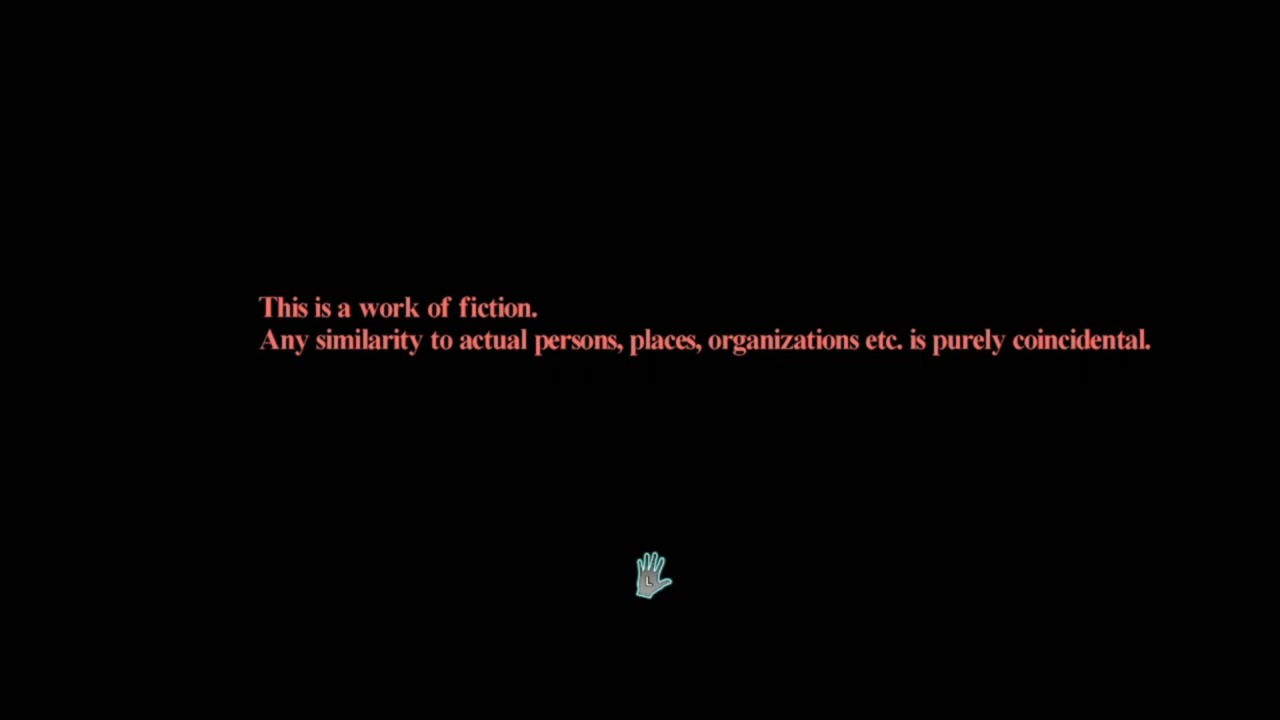 This is a work of fiction.
Any similarity to actual persons, places, organizations etc. is purely coincidental.
L